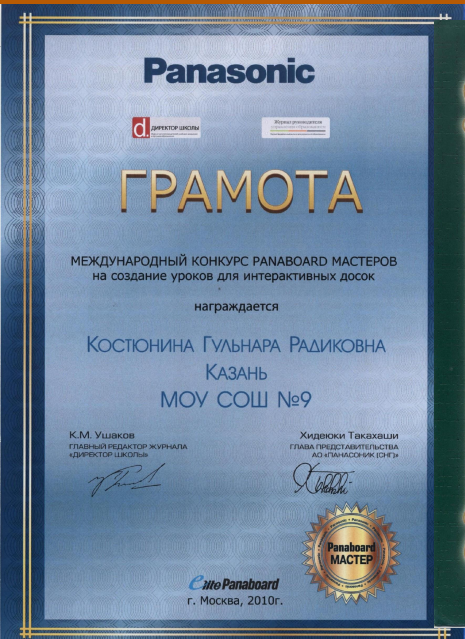 Panasonic
d. ДИРЕКТОР ШКОЛЫ
Журнал руководителя
ГРАМОТА
МЕЖДУНАРОДНЫЙ КОНКУРС PANABOARD МАСТЕРОВ
на создание уроков для интерактивных досок
награждается
Костюнина Гульнара Радиковна
Казань
МОУ СОШ №9
К.М. Ушаков
ГЛАВНЫЙ РЕДАКТОР ЖУРНАЛА
«ДИРЕКТОР ШКОЛЫ»
Хидеюки Такахаши
ГЛАВА ПРЕДСТАВИТЕЛЬСТВА
АО «ПАНАСОНИК (СНГ)»
Panaboard
МАСТЕР
elite Panaboard
г. Москва, 2010г.